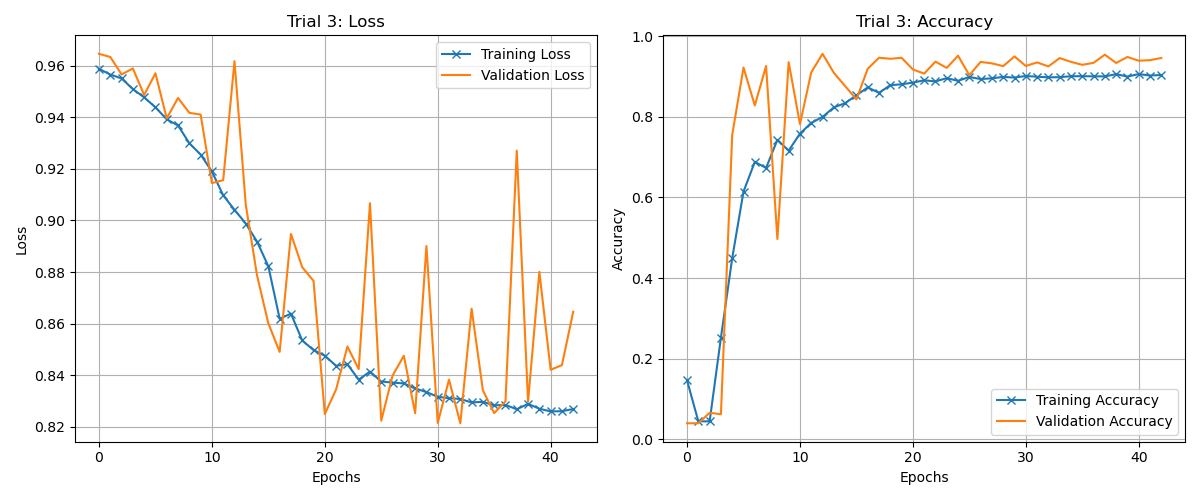 Trial 3: Loss
Training Loss
Validation Loss
0.96
0.94
0.92
0.90
0.88
0.86
0.84
0.82
Loss
0
10
20
30
40
Epochs
Trial 3: Accuracy
1.0
0.8
0.6
0.4
0.2
0.0
Accuracy
Training Accuracy
Validation Accuracy
0
10
20
30
40
Epochs